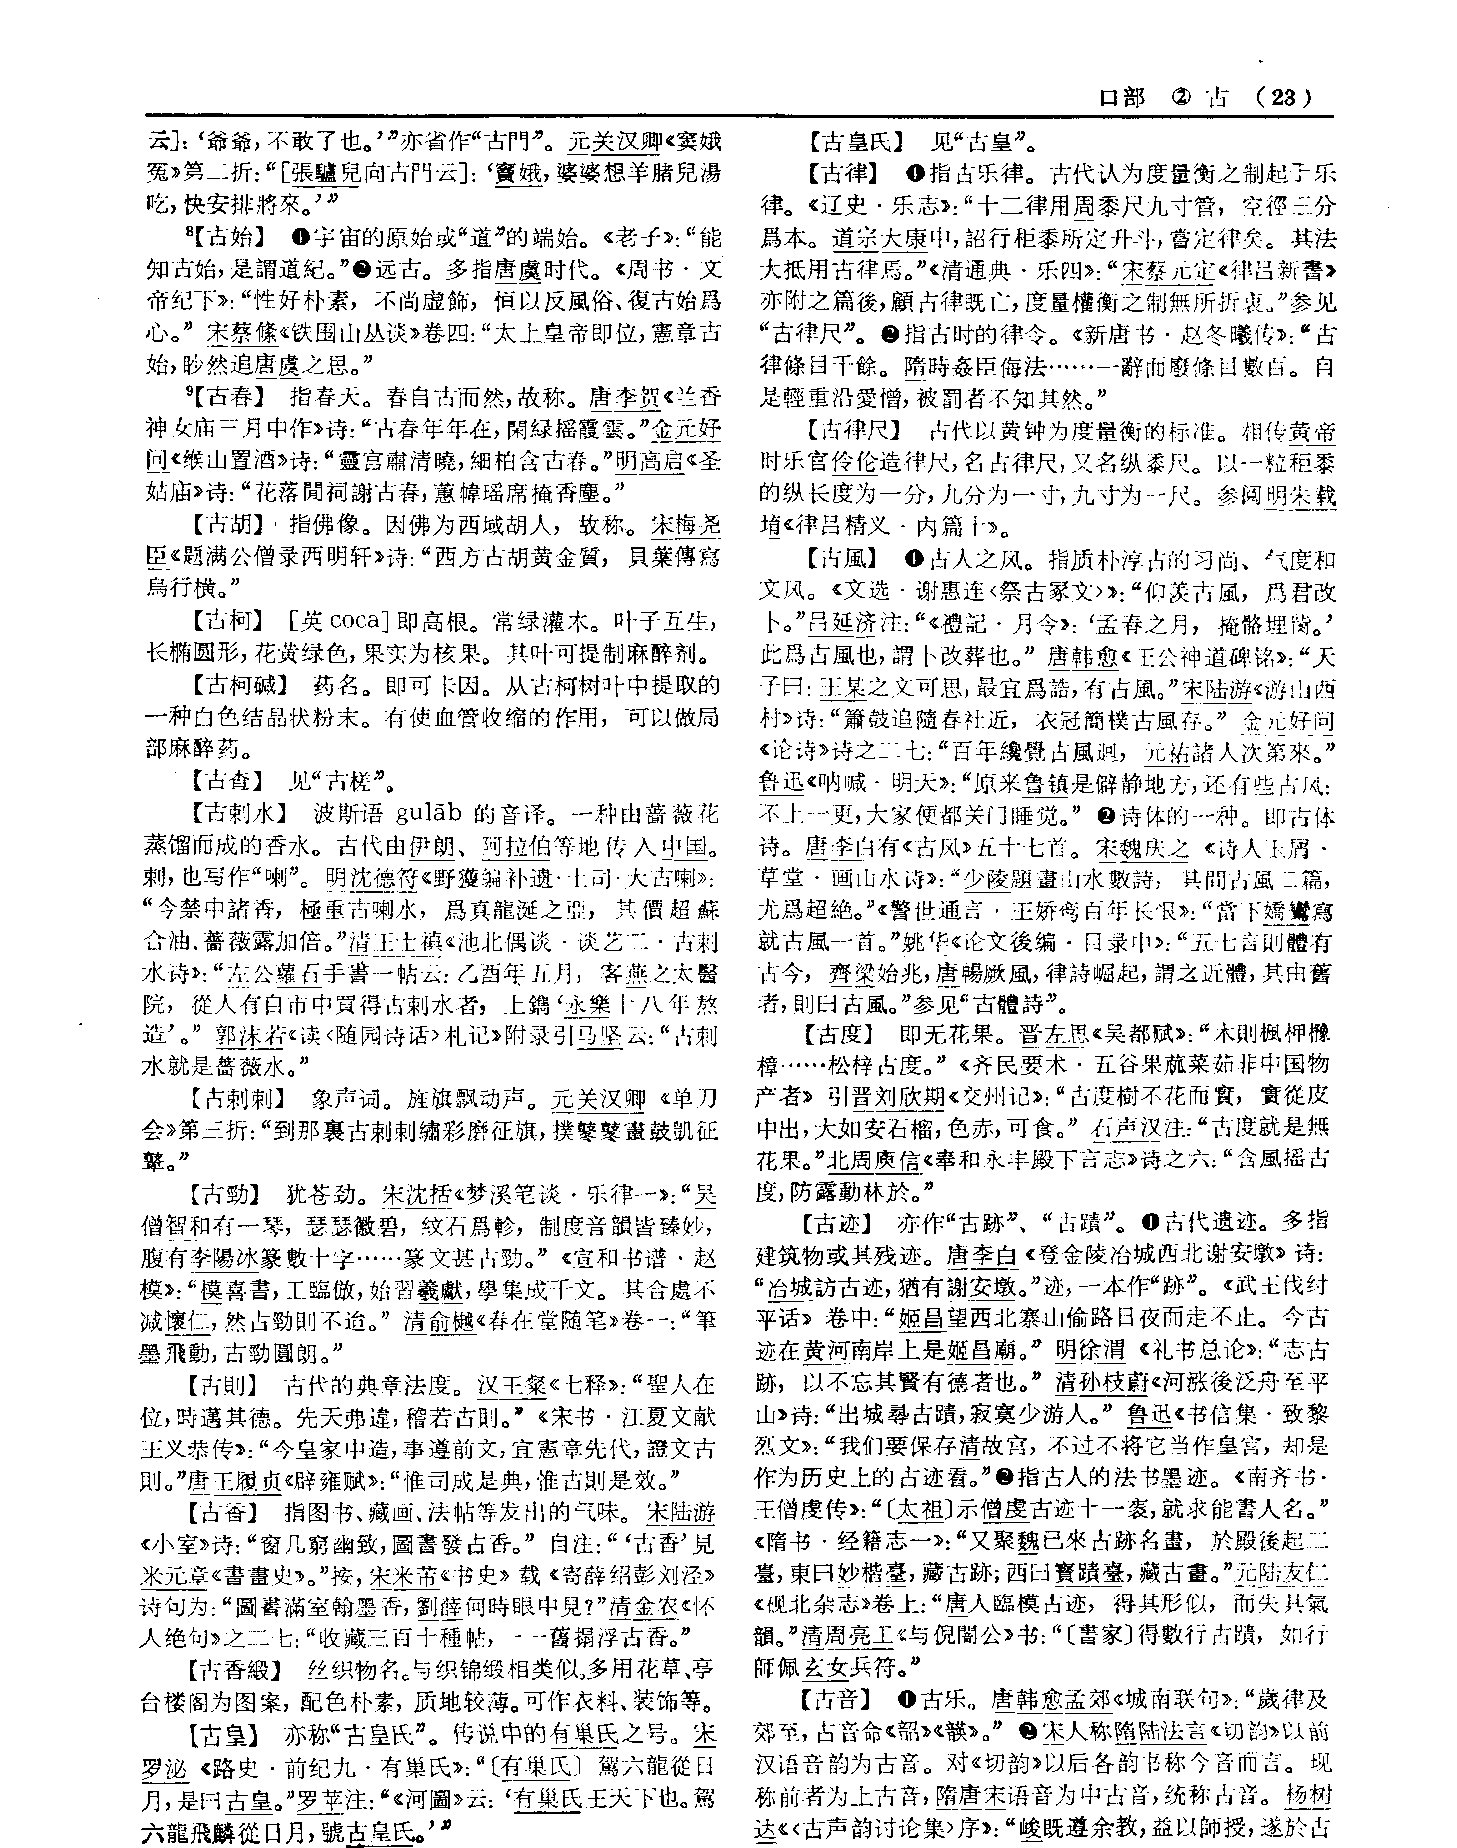 口部 ② 古 (23)
云]：‘爺爺，不敢了也。’”亦省作“古門”。元关汉卿《窦娥
冤》第二折：“[張驢兒向古門云]：‘竇娥，婆婆想羊䐗兒湯
吃，快安排將來。’”
⁸【古始】 ❶宇宙的原始或“道”的端始。《老子》：“能
知古始，是謂道紀。”❷远古。多指唐虞时代。《周书·文
帝纪下》：“性好朴素，不尚虛飾，恒以反風俗、復古始爲
心。”宋蔡絛《铁围山丛谈》卷四：“太上皇帝即位，憲章古
始，眇然追唐虞之思。”
⁹【古春】 指春天。春自古而然，故称。唐李贺《兰香
神女庙三月中作》诗：“古春年年在，閑緑摇暖雲。”金元好
问《缑山置酒》诗：“靈宫肅清曉，細柏含古春。”明高启《圣
姑庙》诗：“花落閒祠謝古春，蕙幃瑶席掩香塵。”
【古胡】 指佛像。因佛为西域胡人，故称。宋梅尧
臣《题满公僧录西明轩》诗：“西方古胡黄金質，貝葉傳寫
烏行横。”
【古柯】 [英 coca]即高根。常绿灌木。叶子互生，
长椭圆形，花黄绿色，果实为核果。其叶可提制麻醉剂。
【古柯碱】 药名。即可卡因。从古柯树叶中提取的
一种白色结晶状粉末。有使血管收缩的作用，可以做局
部麻醉药。
【古查】 见“古槎”。
【古刺水】 波斯语 gulāb 的音译。一种由蔷薇花
蒸馏而成的香水。古代由伊朗、阿拉伯等地传入中国。
刺，也写作“喇”。明沈德符《野獲編补遗·土司·大古喇》：
“今禁中諸香，極重古喇水，爲真龍涎之亞，其價超蘇
合油、薔薇露加倍。”清王士禛《池北偶谈·谈艺二·古剌
水诗》：“左公蘿石手書一帖云：乙酉年五月，客燕之太醫
院，從人有自市中買得古剌水者，上鐫‘永樂十八年熬
造’。”郭沫若《读〈随园诗话〉札记》附录引马坚云：“古刺
水就是薔薇水。”
【古剌剌】 象声词。旌旗飘动声。元关汉卿《单刀
会》第三折：“到那裏古剌剌繡彩磨征旗，撲鼕鼕畫鼓凱征
鼙。”
【古勁】 犹苍劲。宋沈括《梦溪笔谈·乐律一》：“吴
僧智和有一琴，瑟瑟徽碧，紋石爲軫，制度音韻皆臻妙，
腹有李陽冰篆數十字……篆文甚古勁。”《宣和书谱·赵
模》：“模喜書，工臨倣，始習羲獻，學集成千文。其合處不
减懷仁，然古勁則不迨。”清俞樾《春在堂随笔》卷一：“筆
墨飛動，古勁圓朗。”
【古則】 古代的典章法度。汉王粲《七释》：“聖人在
位，時邁其德。先天弗違，稽若古則。”《宋书·江夏文献
王义恭传》：“今皇家中造，事遵前文，宜憲章先代，證文古
則。”唐王履贞《辟雍赋》：“惟司成是典，惟古則是效。”
【古香】 指图书、藏画、法帖等发出的气味。宋陆游
《小室》诗：“窗几窮幽致，圖書發古香。”自注：“‘古香’見
米元章《書畫史》。”按，宋米芾《书史》载《寄薛绍彭刘泾》
诗句为：“圖書滿室翰墨香，劉薛何時眼中見？”清金农《怀
人绝句》之二七：“收藏三百十種帖，一一舊搨浮古香。”
【古香緞】 丝织物名。与织锦缎相类似，多用花草、亭
台楼阁为图案，配色朴素，质地较薄。可作衣料、装饰等。
【古皇】 亦称“古皇氏”。传说中的有巢氏之号。宋
罗泌《路史·前纪九·有巢氏》：“〔有巢氏〕駕六龍從日
月，是曰古皇。”罗苹注：“《河圖》云：‘有巢氏王天下也。駕
六龍飛麟從日月，號古皇氏。’”
【古皇氏】 见“古皇”。
【古律】 ❶指古乐律。古代认为度量衡之制起于乐
律。《辽史·乐志》：“十二律用周黍尺九寸管，空徑三分
爲本。道宗大康中，詔行秬黍所定升斗，嘗定律矣。其法
大抵用古律焉。”《清通典·乐四》：“宋蔡元定《律吕新書》
亦附之篇後，顧古律既亡，度量權衡之制無所折衷。”参见
“古律尺”。❷指古时的律令。《新唐书·赵冬曦传》：“古
律條目千餘。隋時姦臣侮法……一辭而廢條目數百。自
是輕重沿愛憎，被罰者不知其然。”
【古律尺】 古代以黄钟为度量衡的标准。相传黄帝
时乐官伶伦造律尺，名古律尺，又名纵黍尺。以一粒秬黍
的纵长度为一分，九分为一寸，九寸为一尺。参阅明朱载
堉《律吕精义·内篇十》。
【古風】 ❶古人之风。指质朴淳古的习尚、气度和
文风。《文选·谢惠连〈祭古冢文〉》：“仰羡古風，爲君改
卜。”吕延济注：“《禮記·月令》：‘孟春之月，掩骼埋胔。’
此爲古風也，謂卜改葬也。”唐韩愈《王公神道碑铭》：“天
子曰：王某之文可思，最宜爲誥，有古風。”宋陆游《游山西
村》诗：“簫鼓追隨春社近，衣冠簡樸古風存。”金元好问
《论诗》诗之二七：“百年纔覺古風迴，元祐諸人次第來。”
鲁迅《呐喊·明天》：“原来鲁镇是僻静地方，还有些古风：
不上一更，大家便都关门睡觉。”❷诗体的一种。即古体
诗。唐李白有《古风》五十七首。宋魏庆之《诗人玉屑·
草堂·画山水诗》：“少陵題畫山水數詩，其間古風二篇，
尤爲超絶。”《警世通言·王娇鸾百年长恨》：“當下嬌鸞寫
就古風一首。”姚华《论文後编·目录中》：“五七言則體有
古今，齊梁始兆，唐暢厥風，律詩崛起，謂之近體，其由舊
者，則曰古風。”参见“古體詩”。
【古度】 即无花果。晋左思《吴都赋》：“木則楓柙櫲
樟……松梓古度。”《齐民要术·五谷果蓏菜茹非中国物
产者》引晋刘欣期《交州记》：“古度樹不花而實，實從皮
中出，大如安石榴，色赤，可食。”石声汉注：“古度就是無
花果。”北周庾信《奉和永丰殿下言志》诗之六：“含風摇古
度，防露動林於。”
【古迹】 亦作“古跡”、“古蹟”。❶古代遗迹。多指
建筑物或其残迹。唐李白《登金陵冶城西北谢安墩》诗：
“冶城訪古迹，猶有謝安墩。”迹，一本作“跡”。《武王伐纣
平话》卷中：“姬昌望西北寨山偷路日夜而走不止。今古
迹在黄河南岸上是姬昌廟。”明徐渭《礼书总论》：“志古
跡，以不忘其賢有德者也。”清孙枝蔚《河涨後泛舟至平
山》诗：“出城尋古蹟，寂寞少游人。”鲁迅《书信集·致黎
烈文》：“我们要保存清故宫，不过不将它当作皇宫，却是
作为历史上的古迹看。”❷指古人的法书墨迹。《南齐书·
王僧虔传》：“〔太祖〕示僧虔古迹十一袠，就求能書人名。”
《隋书·经籍志一》：“又聚魏已來古跡名畫，於殿後起二
臺，東曰妙楷臺，藏古跡；西曰寶蹟臺，藏古畫。”元陆友仁
《砚北杂志》卷上：“唐人臨模古迹，得其形似，而失其氣
韻。”清周亮工《与倪闇公》书：“〔書家〕得數行古蹟，如行
師佩玄女兵符。”
【古音】 ❶古乐。唐韩愈孟郊《城南联句》：“歲律及
郊至，古音命《韶》《頀》。”❷宋人称隋陆法言《切韵》以前
汉语音韵为古音。对《切韵》以后各韵书称今音而言。现
称前者为上古音，隋唐宋语音为中古音，统称古音。杨树
达《〈古声韵讨论集〉序》：“峻既遵余教，益以師授，遂於古